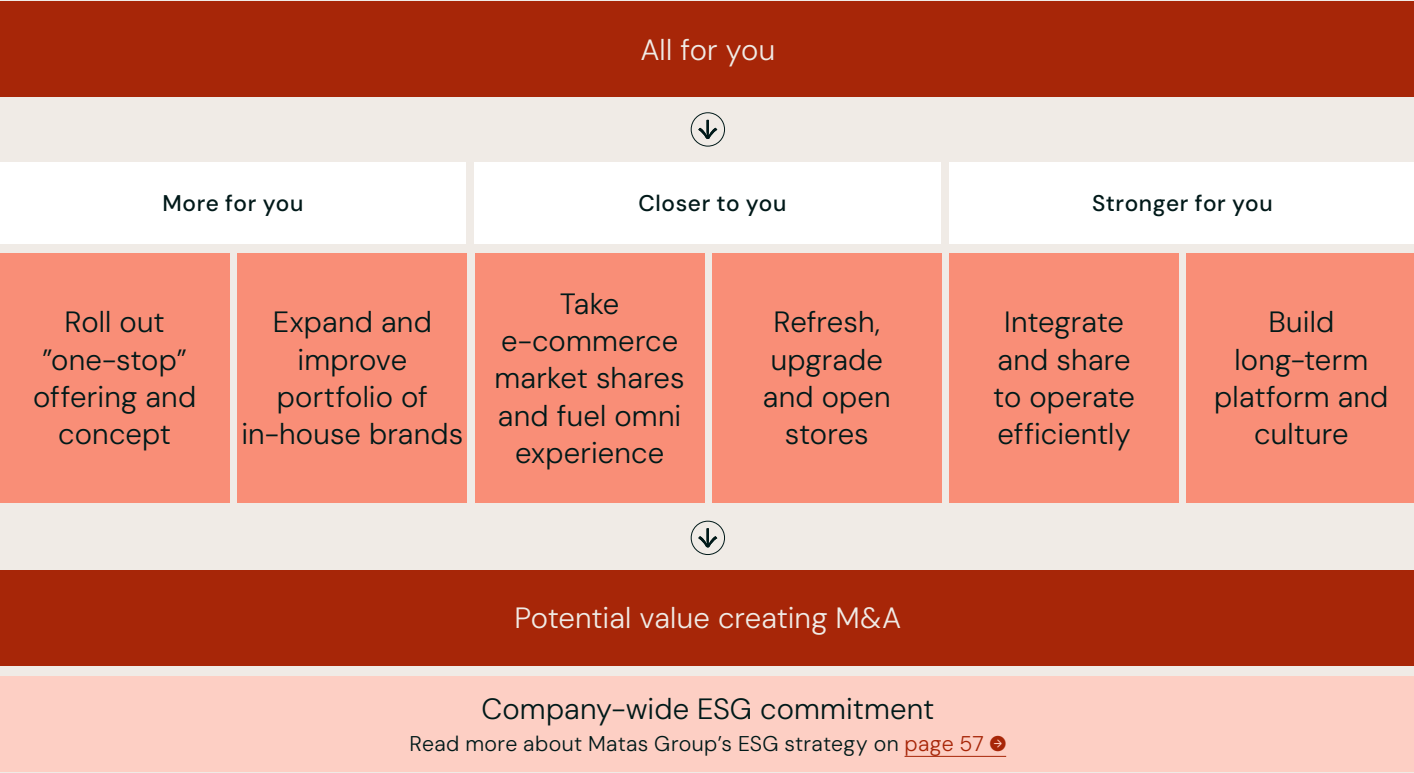 All for you
More for you
Closer to you
Stronger for you
Roll out
”one-stop”
offering and
concept
Expand and
improve
portfolio of
in-house brands
Take
e-commerce
market shares
and fuel omni
experience
Refresh,
upgrade
and open
stores
Integrate
and share
to operate
efficiently
Build
long-term
platform and
culture
Potential value creating M&A
Company-wide ESG commitment
Read more about Matas Group’s ESG strategy on page 57